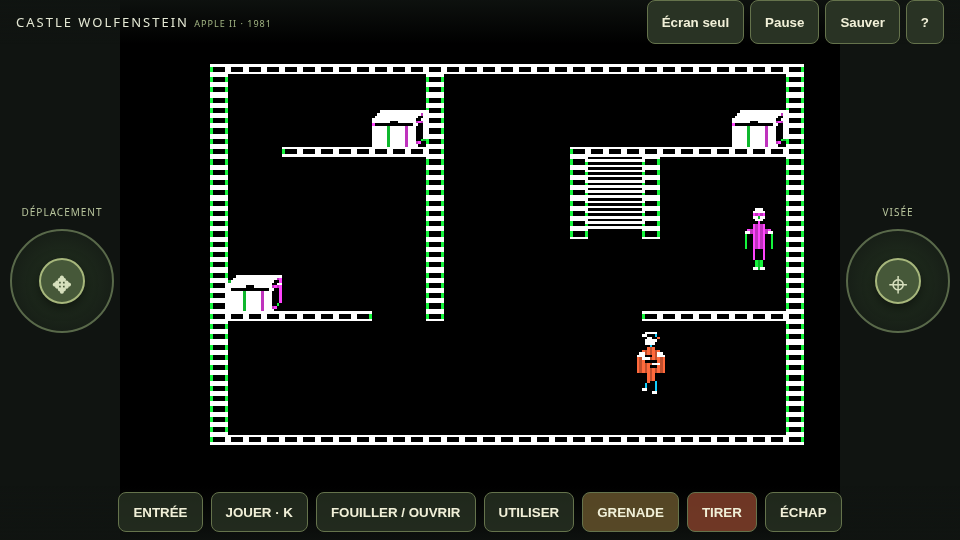 CASTLE WOLFENSTEIN APPLE II · 1981
Écran seul
Pause
Sauver
?
DÉPLACEMENT
VISÉE
ENTRÉE
JOUER · K
FOUILLER / OUVRIR
UTILISER
GRENADE
TIRER
ÉCHAP